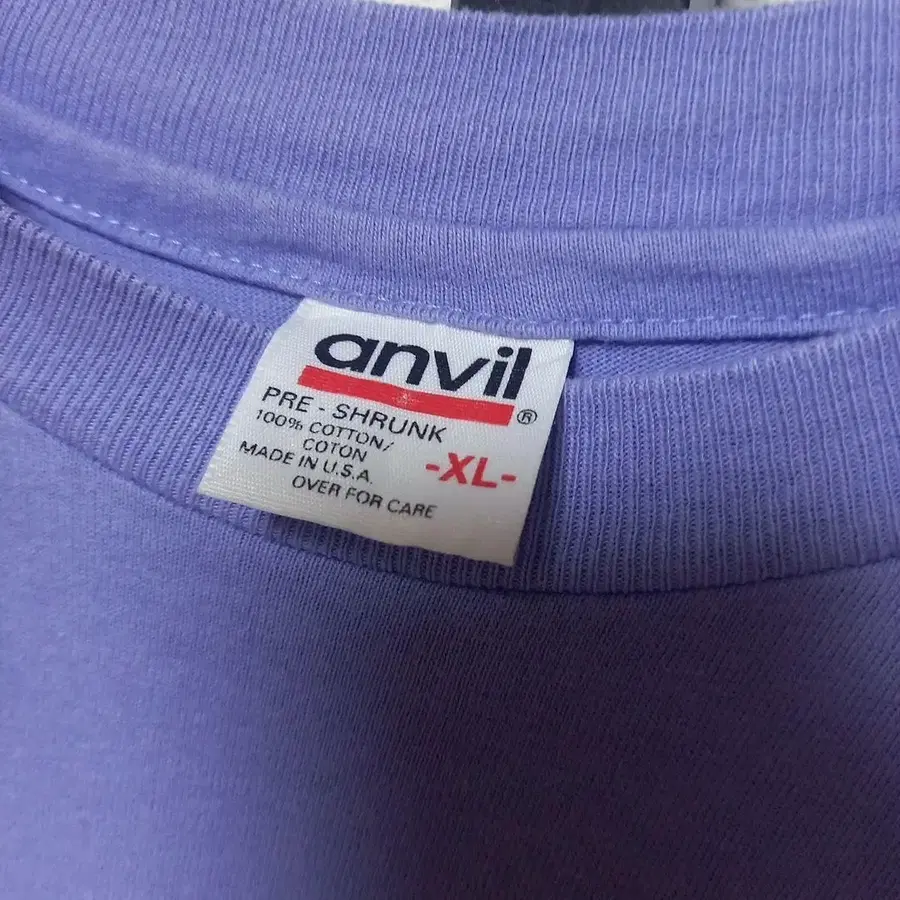 anvil®
PRE - SHRUNK
100% COTTON/
COTON
MADE IN U.S.A.
-XL-
OVER FOR CARE